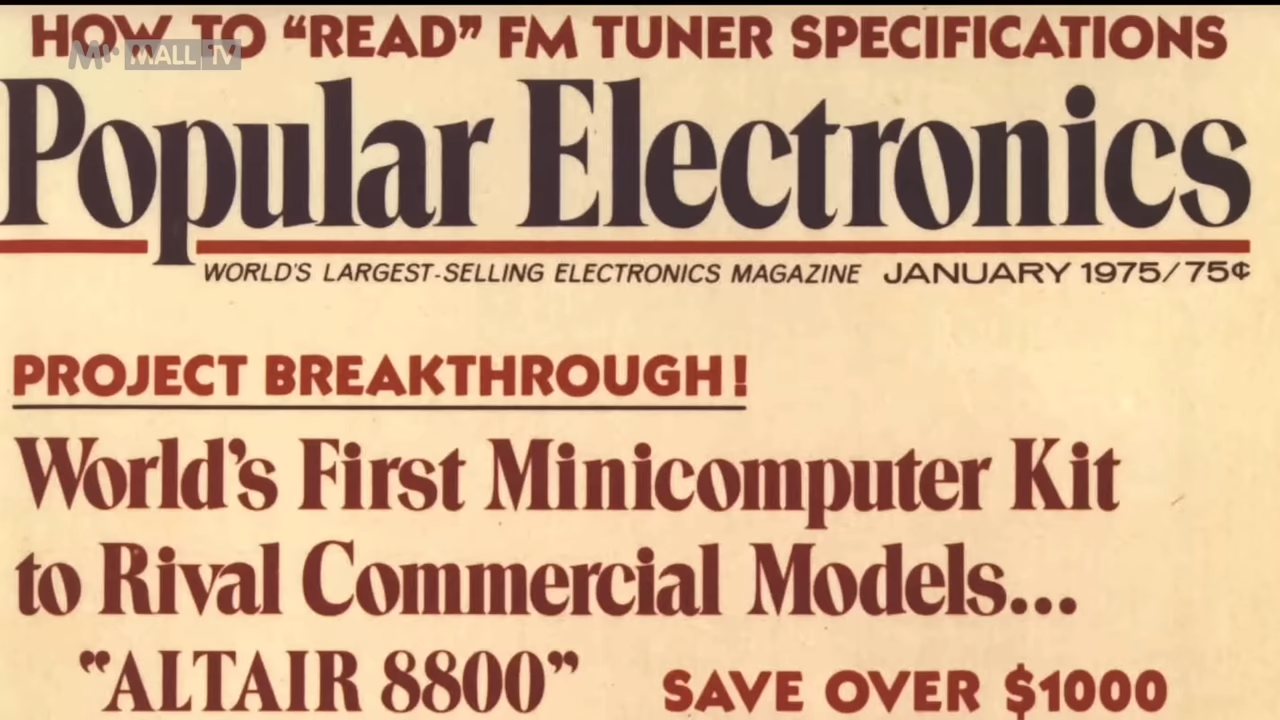 HOW TO “READ” FM TUNER SPECIFICATIONS
Mr MALL TV
Popular Electronics
WORLD'S LARGEST-SELLING ELECTRONICS MAGAZINE JANUARY 1975/75¢
PROJECT BREAKTHROUGH!
World's First Minicomputer Kit
to Rival Commercial Models...
”ALTAIR 8800” SAVE OVER $1000